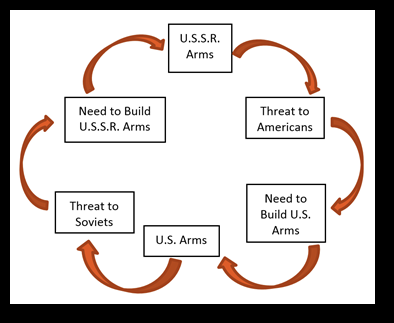 U.S.S.R.
Arms
Threat to
Americans
Need to
Build U.S.
Arms
U.S. Arms
Threat to
Soviets
Need to Build
U.S.S.R. Arms